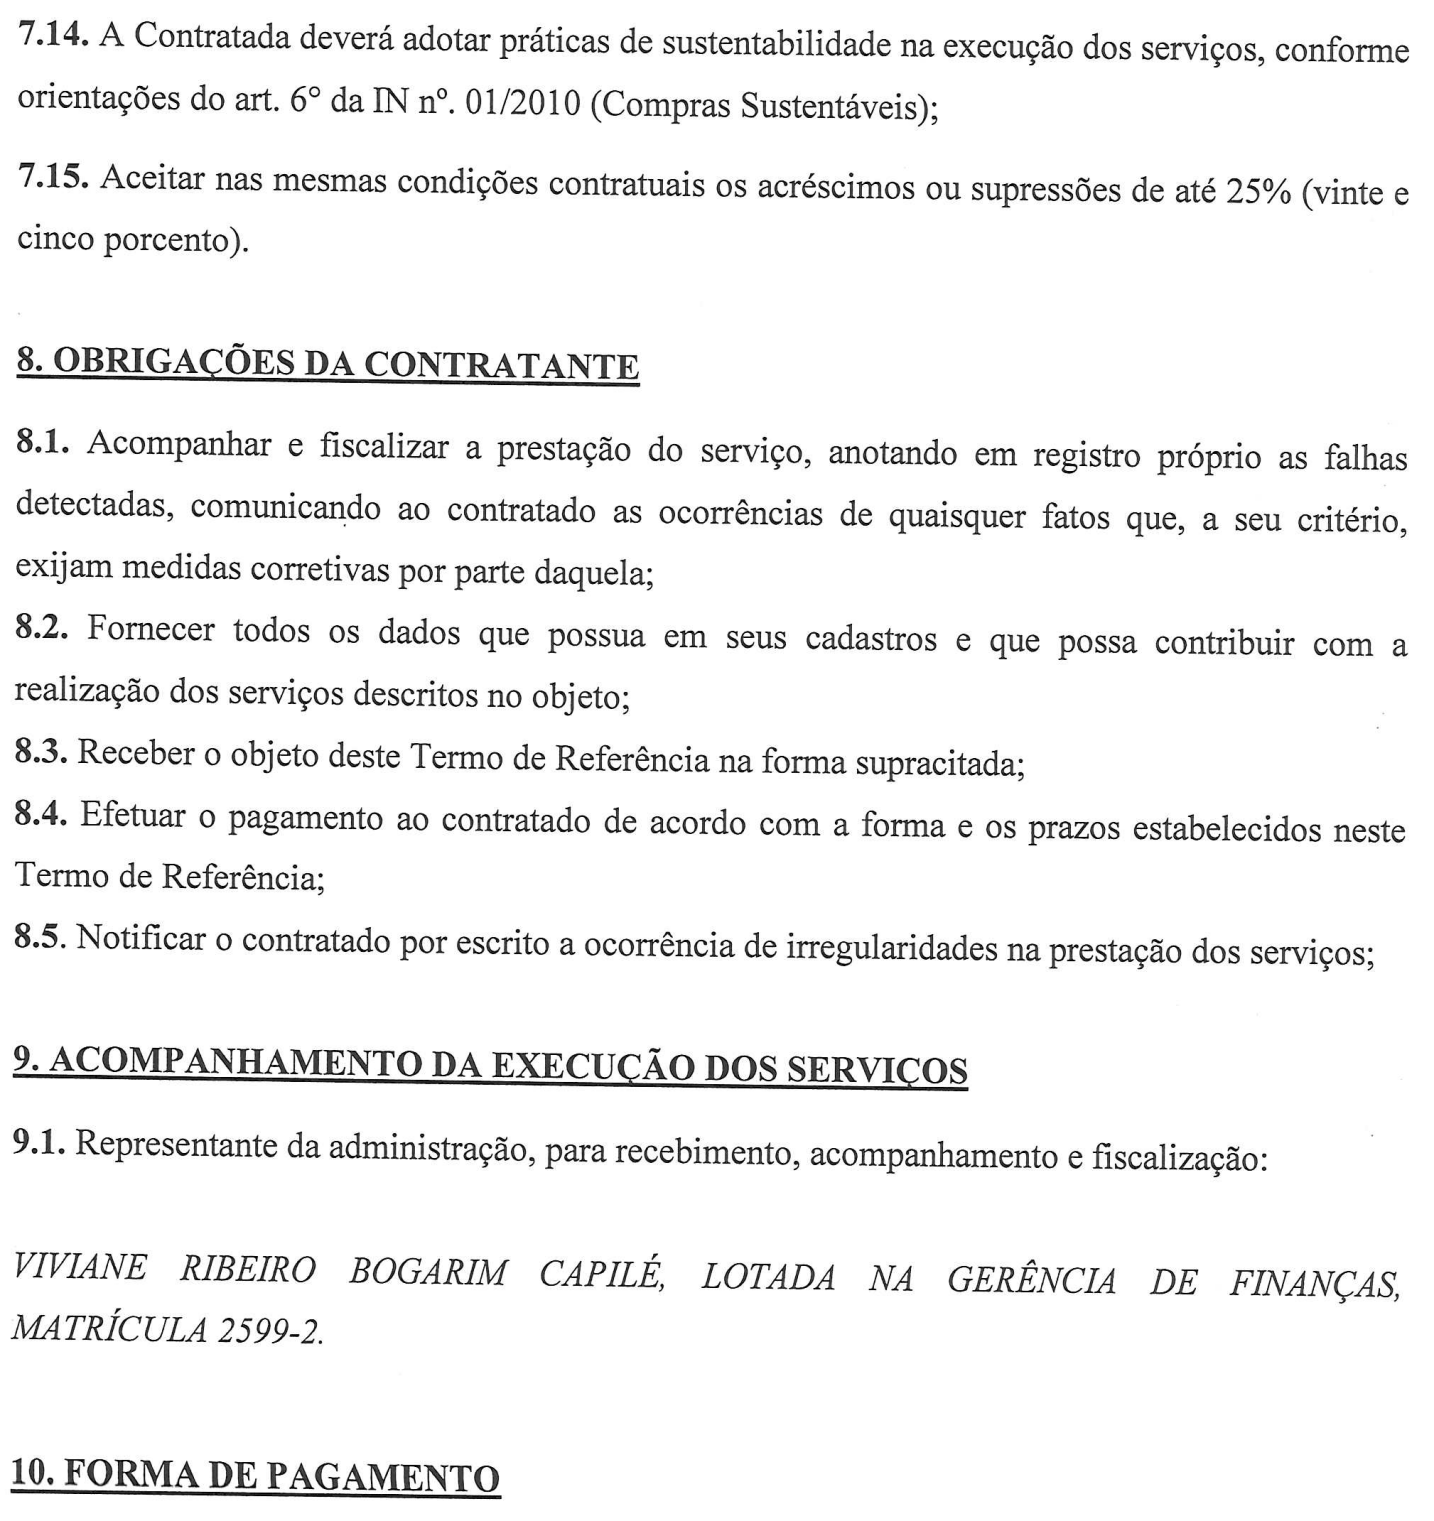 7.14. A Contratada deverá adotar práticas de sustentabilidade na execução dos serviços, conforme
orientações do art. 6° da IN nº. 01/2010 (Compras Sustentáveis);
7.15. Aceitar nas mesmas condições contratuais os acréscimos ou supressões de até 25% (vinte e
cinco porcento).
8. OBRIGAÇÕES DA CONTRATANTE
8.1. Acompanhar e fiscalizar a prestação do serviço, anotando em registro próprio as falhas
detectadas, comunicando ao contratado as ocorrências de quaisquer fatos que, a seu critério,
exijam medidas corretivas por parte daquela;
8.2. Fornecer todos os dados que possua em seus cadastros e que possa contribuir com a
realização dos serviços descritos no objeto;
8.3. Receber o objeto deste Termo de Referência na forma supracitada;
8.4. Efetuar o pagamento ao contratado de acordo com a forma e os prazos estabelecidos neste
Termo de Referência;
8.5. Notificar o contratado por escrito a ocorrência de irregularidades na prestação dos serviços;
9. ACOMPANHAMENTO DA EXECUÇÃO DOS SERVIÇOS
9.1. Representante da administração, para recebimento, acompanhamento e fiscalização:
VIVIANE RIBEIRO BOGARIM CAPILÉ, LOTADA NA GERÊNCIA DE FINANÇAS,
MATRÍCULA 2599-2.
10. FORMA DE PAGAMENTO